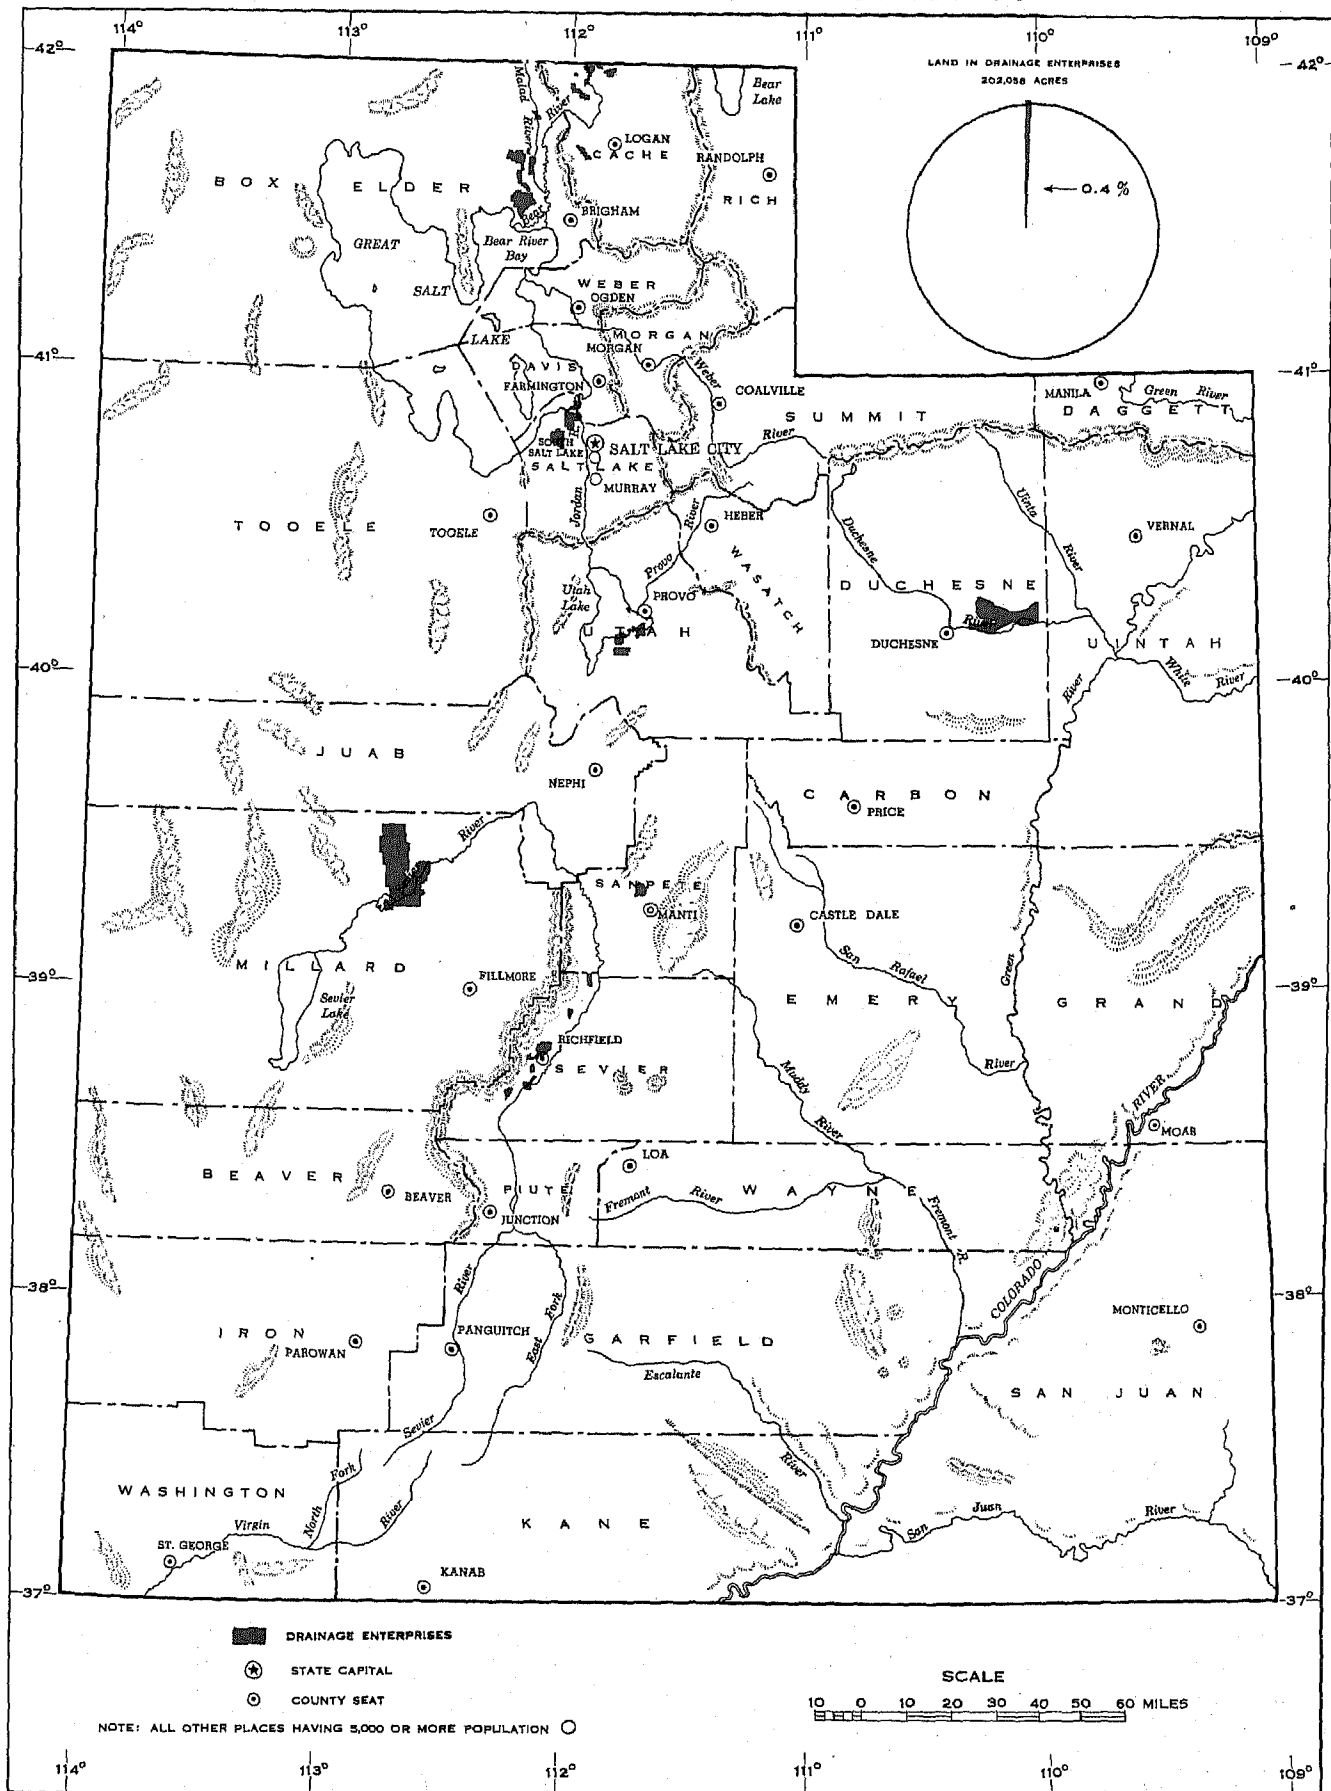 114°
113°
112°
111°
110°
109°
42°
42°
LAND IN DRAINAGE ENTERPRISES
202,058 ACRES
0.4 %
Malad
River
River
Bear
Lake
LOGAN
CACHE
RANDOLPH
RICH
BOX ELDER
Bear
BRIGHAM
GREAT
Bear River
Bay
SALT
WEBER
OGDEN
LAKE
MORGAN
MORGAN
41°
41°
DAVIS
FARMINGTON
Weber
COALVILLE
MANILA
Green River
SUMMIT
DAGGETT
River
SOUTH
SALT LAKE
SALT LAKE CITY
SALT LAKE
MURRAY
Jordan
TOOELE
TOOELE
River
HEBER
Duchesne
Uinta
River
VERNAL
Provo
WASATCH
DUCHESNE
Utah
Lake
PROVO
UTAH
River
DUCHESNE
UINTAH
40°
40°
White
River
River
JUAB
NEPHI
CARBON
PRICE
River
SANPETE
MANTI
CASTLE DALE
San
Rafael
Green
MILLARD
39°
39°
FILLMORE
EMERY
GRAND
Sevier
Lake
RICHFIELD
SEVIER
River
Muddy
River
RIVER
MOAB
LOA
BEAVER
BEAVER
PIUTE
Fremont
River
WAYNE
JUNCTION
Fremont R
38°
38°
River
COLORADO
MONTICELLO
Fork
East
IRON
PAROWAN
PANGUITCH
GARFIELD
Escalante
SAN JUAN
Sevier
Fork
River
WASHINGTON
North
River
Virgin
KANE
San
Juan
River
ST. GEORGE
KANAB
37°
37°
DRAINAGE ENTERPRISES
STATE CAPITAL
COUNTY SEAT
NOTE: ALL OTHER PLACES HAVING 5,000 OR MORE POPULATION
SCALE
10 0 10 20 30 40 50 60 MILES
114°
113°
112°
111°
110°
109°